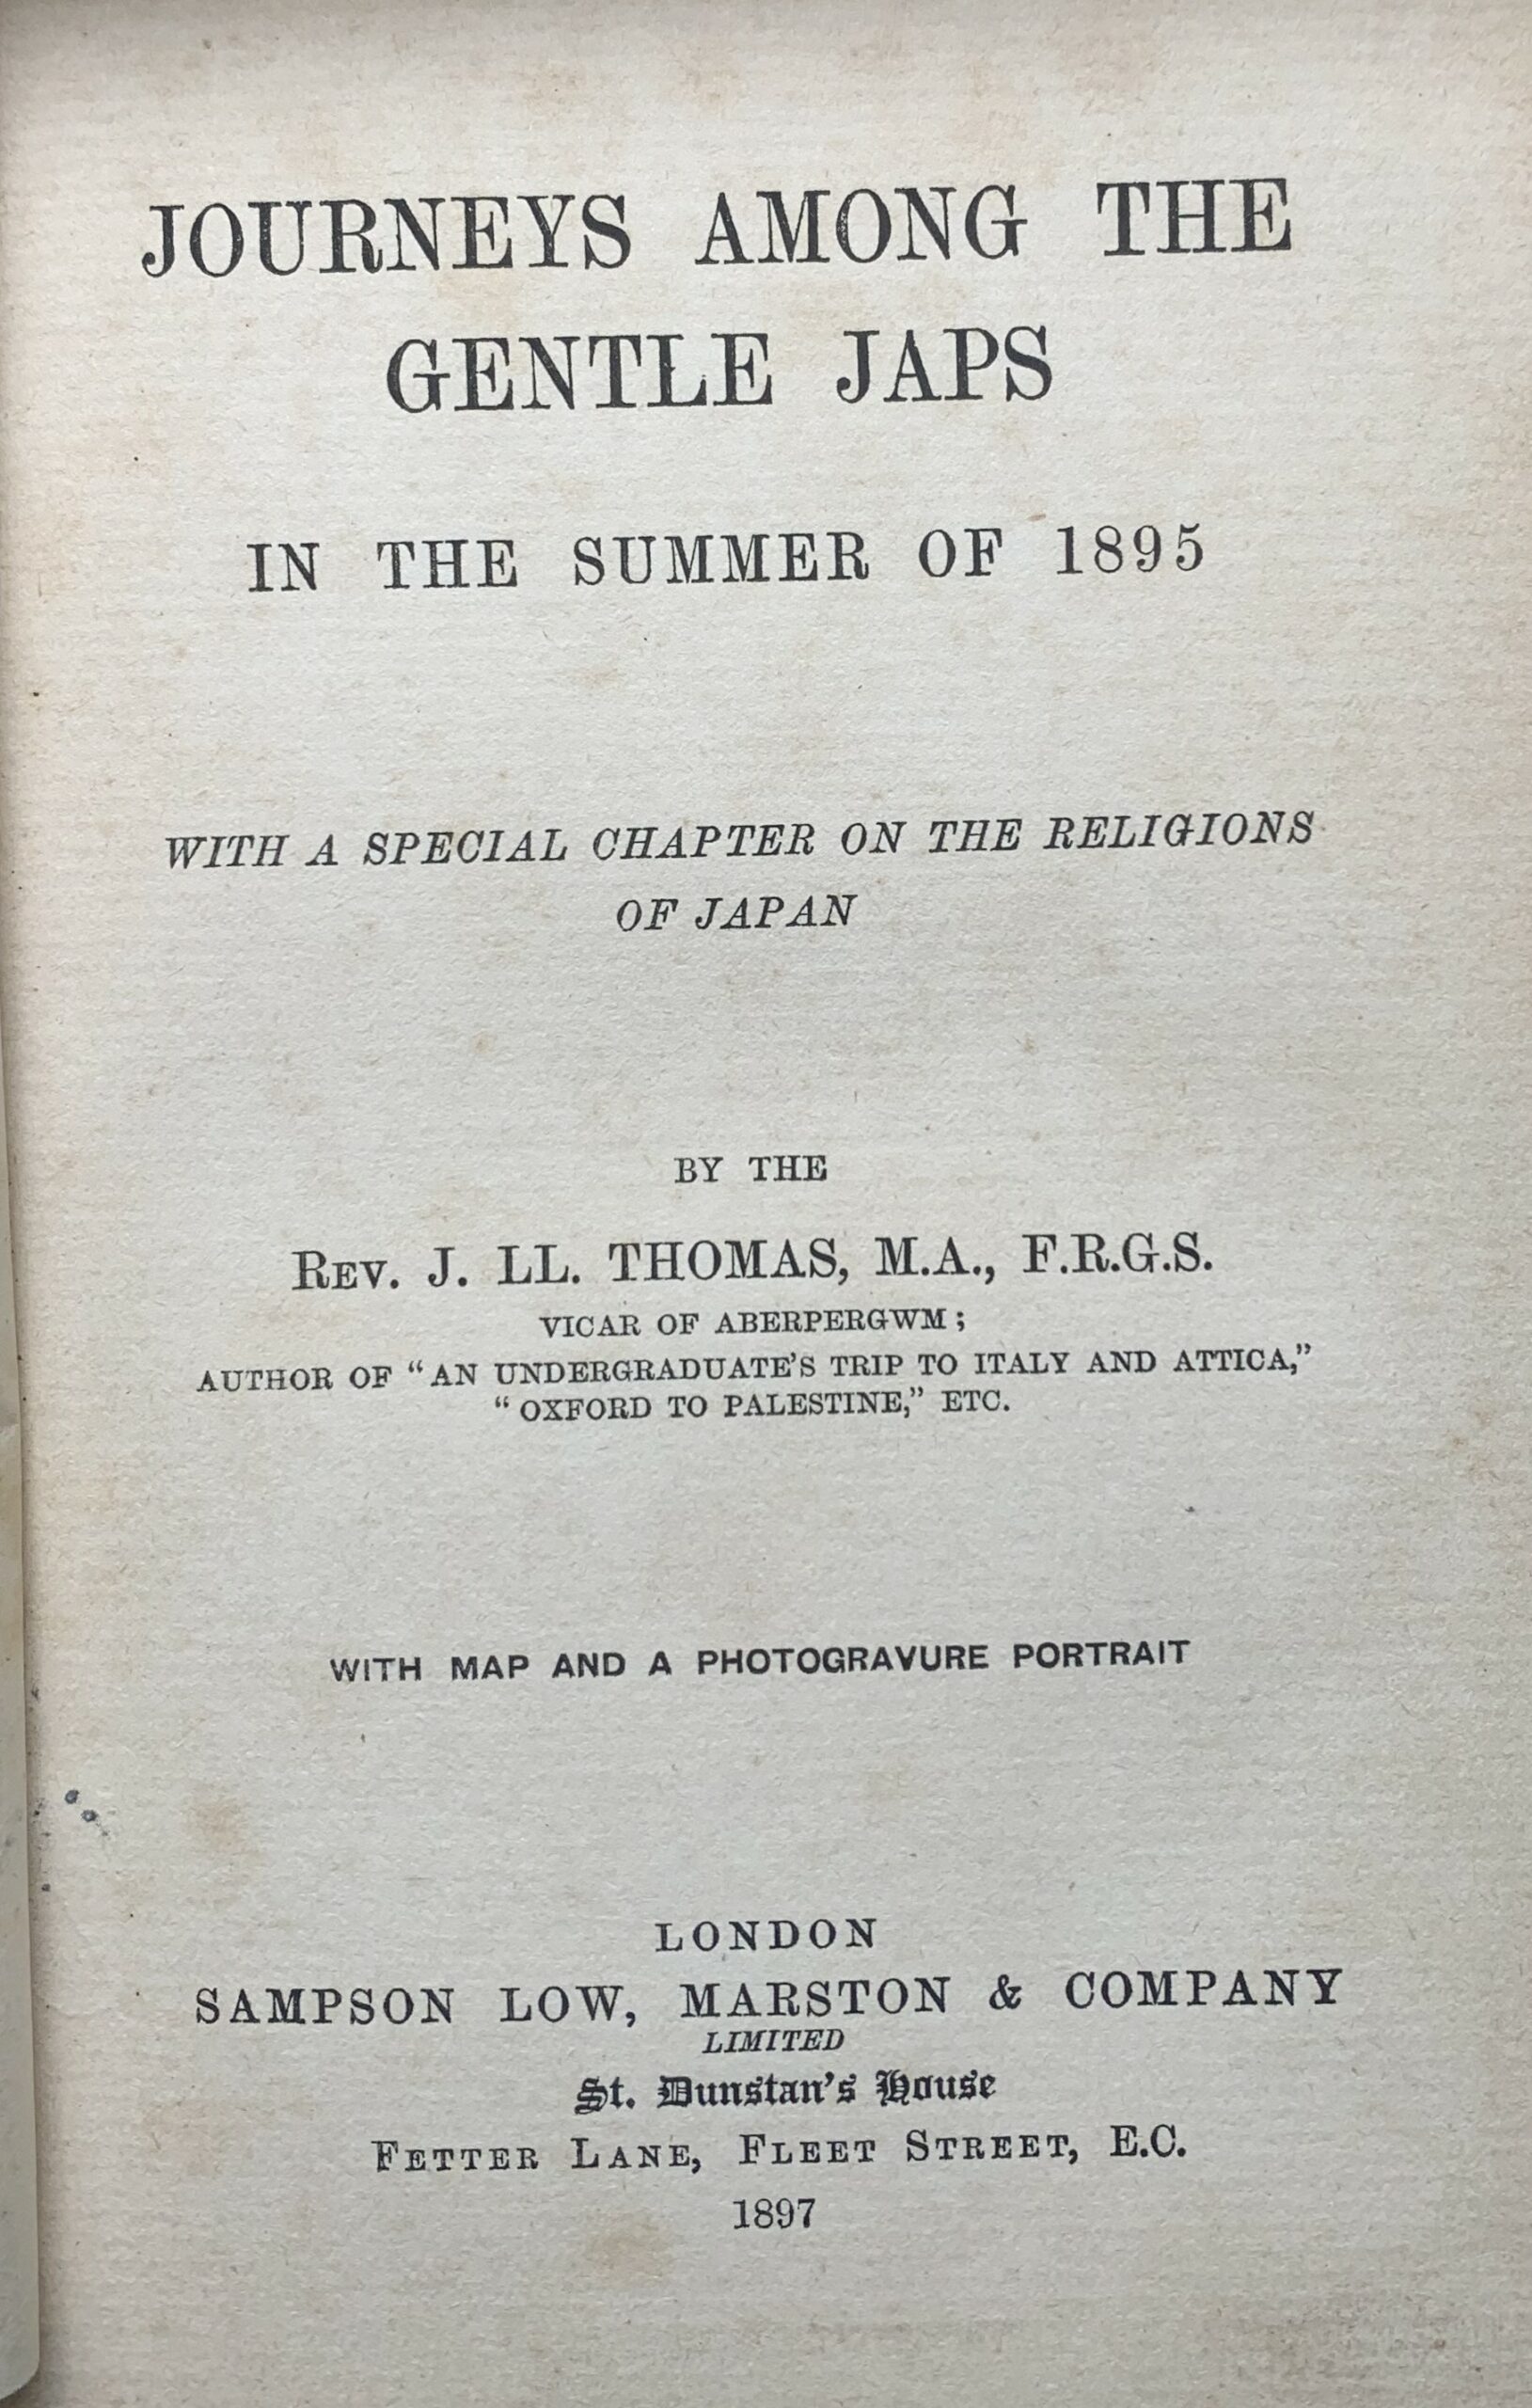 JOURNEYS AMONG THE
GENTLE JAPS
IN THE SUMMER OF 1895
WITH A SPECIAL CHAPTER ON THE RELIGIONS
OF JAPAN
BY THE
REV. J. LL. THOMAS, M.A., F.R.G.S.
VICAR OF ABERPERGWM;
AUTHOR OF "AN UNDERGRADUATE'S TRIP TO ITALY AND ATTICA,"
"OXFORD TO PALESTINE," ETC.
WITH MAP AND A PHOTOGRAVURE PORTRAIT
LONDON
SAMPSON LOW, MARSTON & COMPANY
LIMITED
St. Dunstan's House
FETTER LANE, FLEET STREET, E.C.
1897